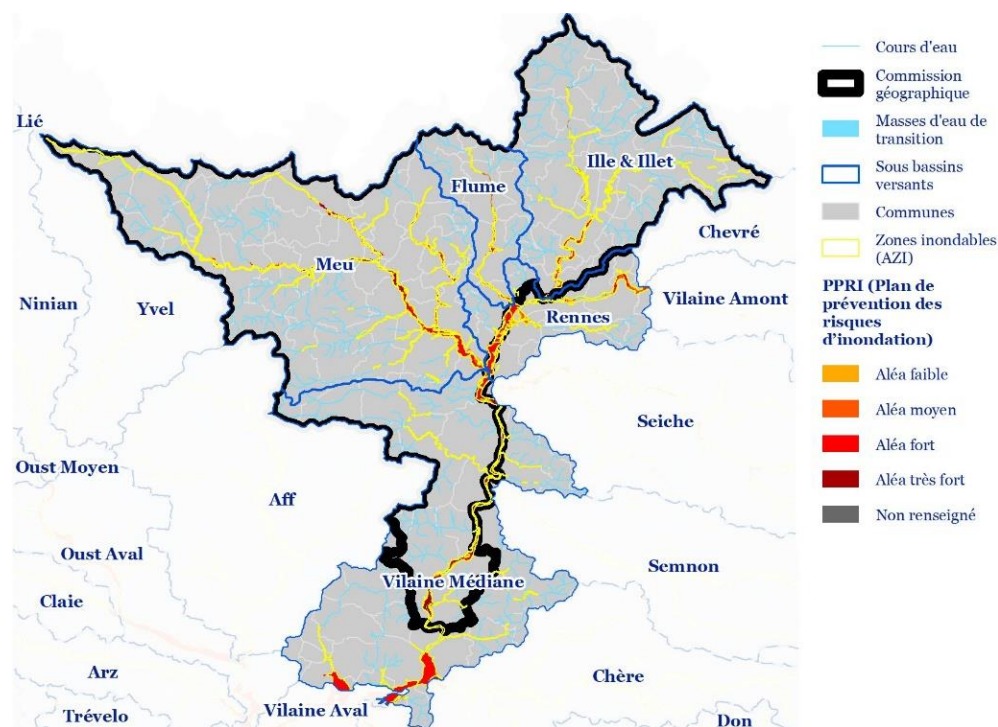 Lié
Ille & Illet
Flume
Chevré
Meu
Ninian
Yvel
Vilaine Amont
Rennes
Seiche
Oust Moyen
Aff
Oust Aval
Semnon
Vilaine Médiane
Claie
Arz
Chère
Trévelo
Vilaine Aval
Don
Cours d'eau
Commission
géographique
Masses d'eau de
transition
Sous bassins
versants
Communes
Zones inondables
(AZI)
PPRI (Plan de
prévention des
risques
d'inondation)
Aléa faible
Aléa moyen
Aléa fort
Aléa très fort
Non renseigné